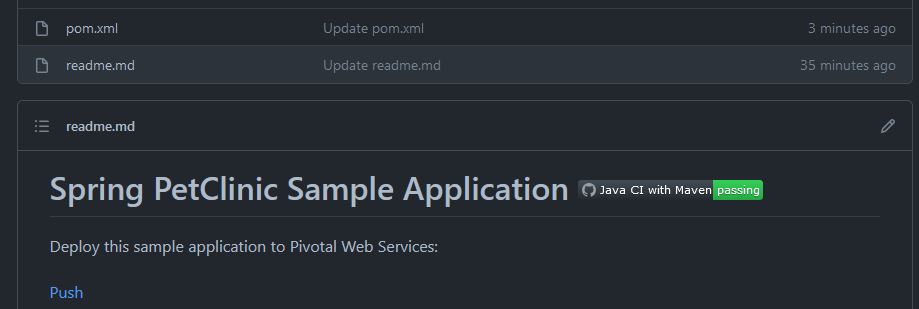 pom.xml Update pom.xml 3 minutes ago
readme.md Update readme.md 35 minutes ago
readme.md
Spring PetClinic Sample Application Java CI with Maven passing
Deploy this sample application to Pivotal Web Services:
Push